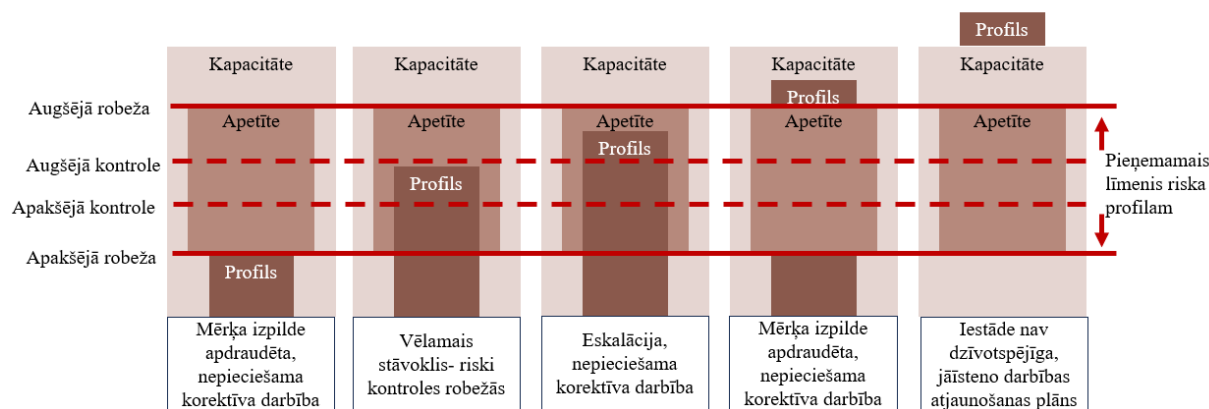 Profils
Kapacitāte
Kapacitāte
Kapacitāte
Kapacitāte
Kapacitāte
Profils
Augšējā robeža
Apetīte
Apetīte
Apetīte
Apetīte
Apetīte
Profils
Augšējā kontrole
Profils
Apakšējā kontrole
Pieņemamais
līmenis riska
profilam
Apakšējā robeža
Profils
Mērķa izpilde
apdraudēta,
nepieciešama
korektīva darbība
Vēlamais
stāvoklis- riski
kontroles robežās
Eskalācija,
nepieciešama
korektīva darbība
Mērķa izpilde
apdraudēta,
nepieciešama
korektīva darbība
Iestāde nav
dzīvotspējīga,
jāīsteno darbības
atjaunošanas plāns